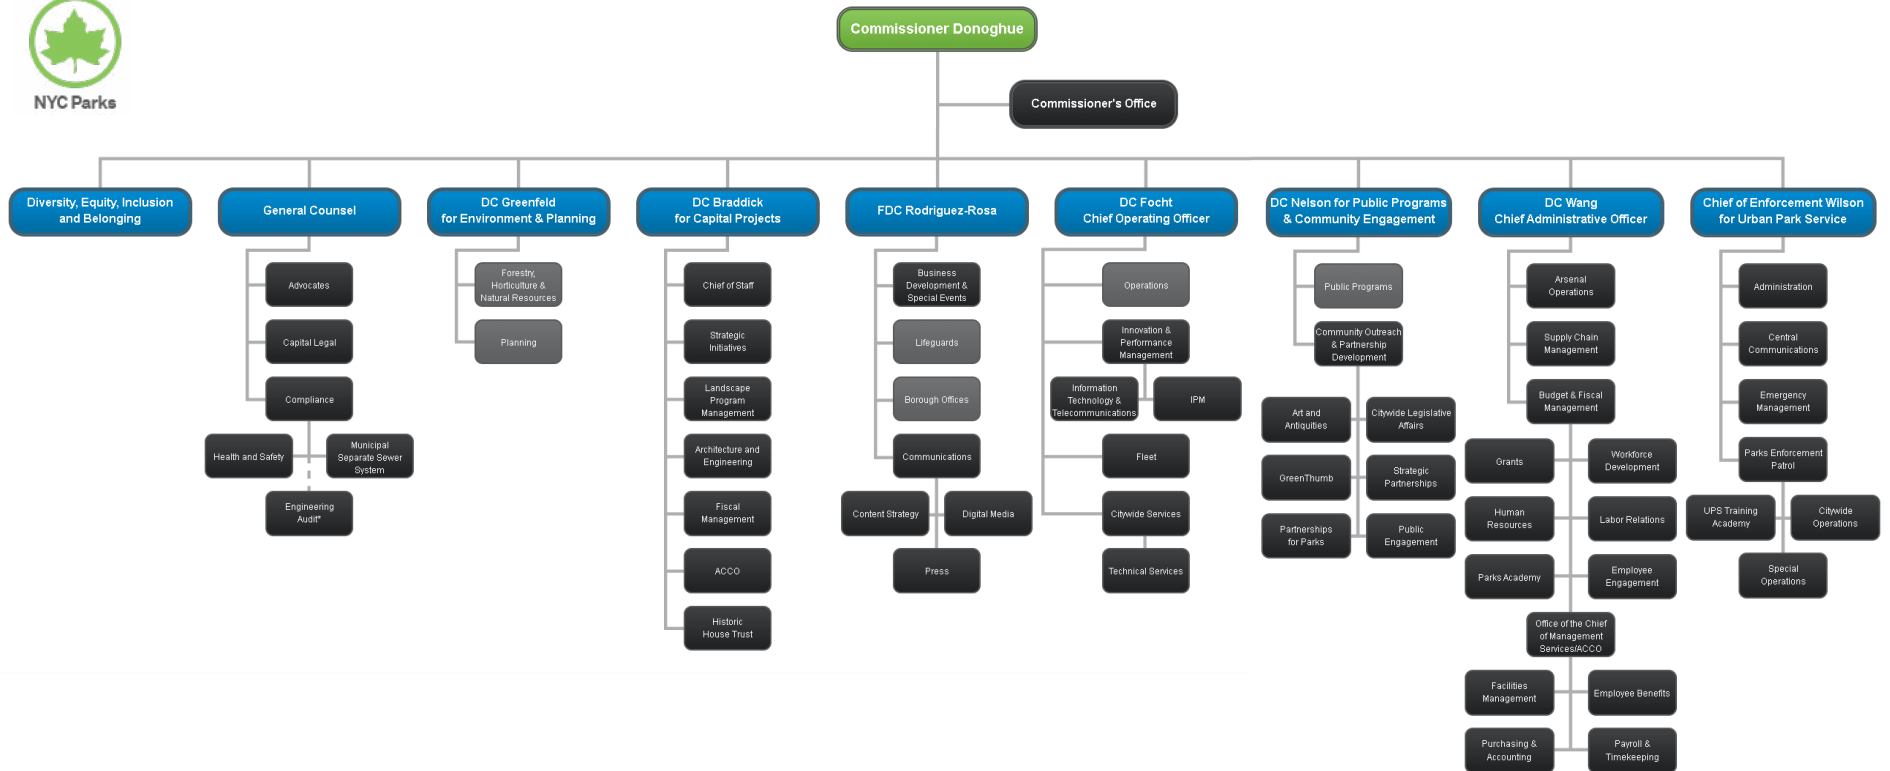 NYC Parks
Commissioner Donoghue
Commissioner's Office
Diversity, Equity, Inclusion
and Belonging
General Counsel
Advocates
Capital Legal
Compliance
Health and Safety
Municipal
Separate Sewer
System
Engineering
Audit*
DC Greenfeld
for Environment & Planning
Forestry,
Horticulture &
Natural Resources
Planning
DC Braddick
for Capital Projects
Chief of Staff
Strategic
Initiatives
Landscape
Program
Management
Architecture and
Engineering
Fiscal
Management
ACCO
Historic
House Trust
FDC Rodríguez-Rosa
Business
Development &
Special Events
Lifeguards
Borough Offices
Communications
Content Strategy
Digital Media
Press
DC Focht
Chief Operating Officer
Operations
Innovation &
Performance
Management
Information
Technology &
Telecommunications
IPM
Fleet
Citywide Services
Technical Services
DC Nelson for Public Programs
& Community Engagement
Public Programs
Community Outreach
& Partnership
Development
Art and
Antiquities
Citywide Legislative
Affairs
GreenThumb
Strategic
Partnerships
Partnerships
for Parks
Public
Engagement
DC Wang
Chief Administrative Officer
Arsenal
Operations
Supply Chain
Management
Budget & Fiscal
Management
Grants
Workforce
Development
Human
Resources
Labor Relations
Parks Academy
Employee
Engagement
Office of the Chief
of Management
Services/ACCO
Facilities
Management
Employee Benefits
Purchasing &
Accounting
Payroll &
Timekeeping
Chief of Enforcement Wilson
for Urban Park Service
Administration
Central
Communications
Emergency
Management
Parks Enforcement
Patrol
UPS Training
Academy
Citywide
Operations
Special
Operations